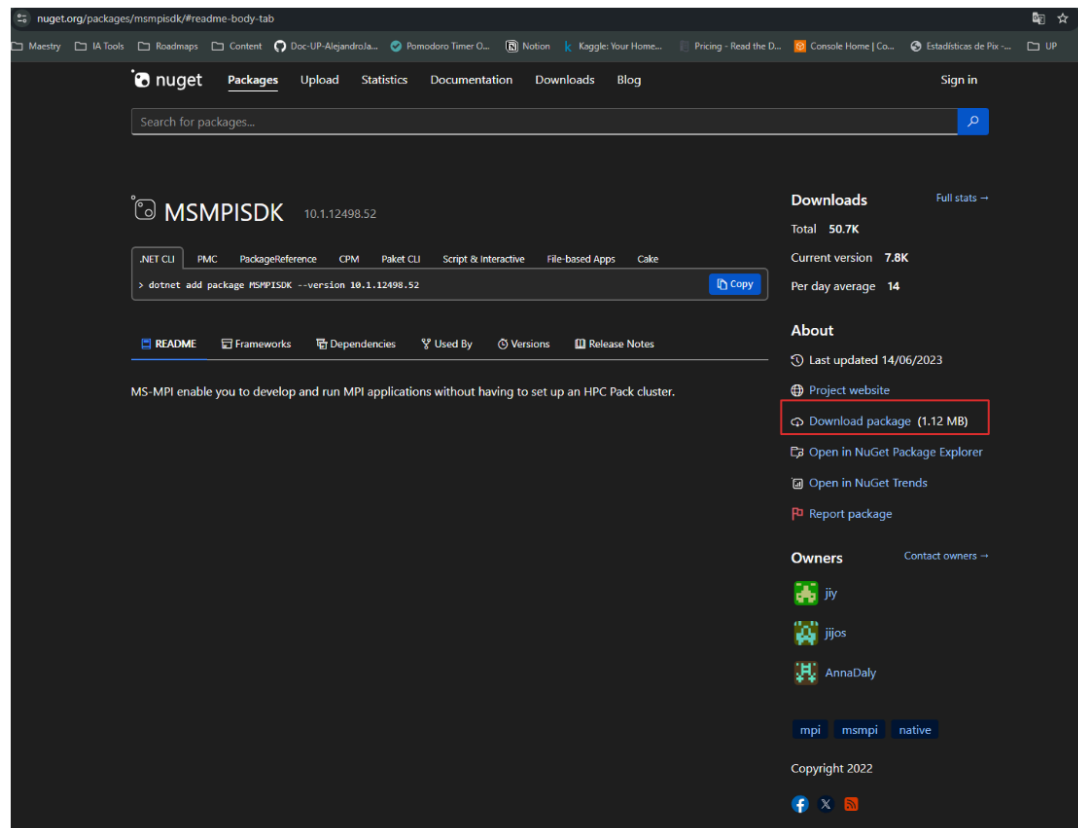 nuget.org/packages/msmpisdk/#readme-body-tab
Maestry IA Tools Roadmaps Content Doc-UP-AlejandroJa... Pomodoro Timer O... Notion Kaggle: Your Home... Pricing - Read the D... Console Home | Co... Estadísticas de Pix -... UP
nuget Packages Upload Statistics Documentation Downloads Blog Sign in
Search for packages...
MSMPISDK 10.1.12498.52
.NET CLI PMC PackageReference CPM Paket CLI Script & Interactive File-based Apps Cake
> dotnet add package MSMPISDK --version 10.1.12498.52 Copy
README Frameworks Dependencies Used By Versions Release Notes
MS-MPI enable you to develop and run MPI applications without having to set up an HPC Pack cluster.
Downloads Full stats →
Total 50.7K
Current version 7.8K
Per day average 14
About
Last updated 14/06/2023
Project website
Download package (1.12 MB)
Open in NuGet Package Explorer
Open in NuGet Trends
Report package
Owners Contact owners →
jiy
jijos
AnnaDaly
mpi msmpi native
Copyright 2022